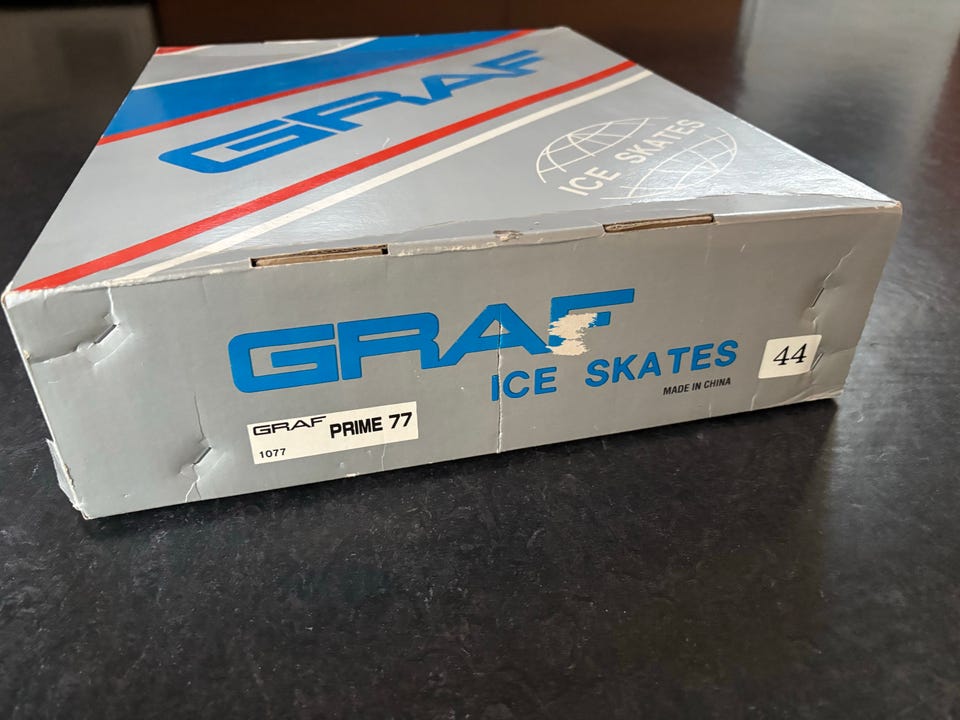 GRAF
ICE SKATES
GRAF
ICE SKATES
MADE IN CHINA
44
GRAF PRIME 77
1077